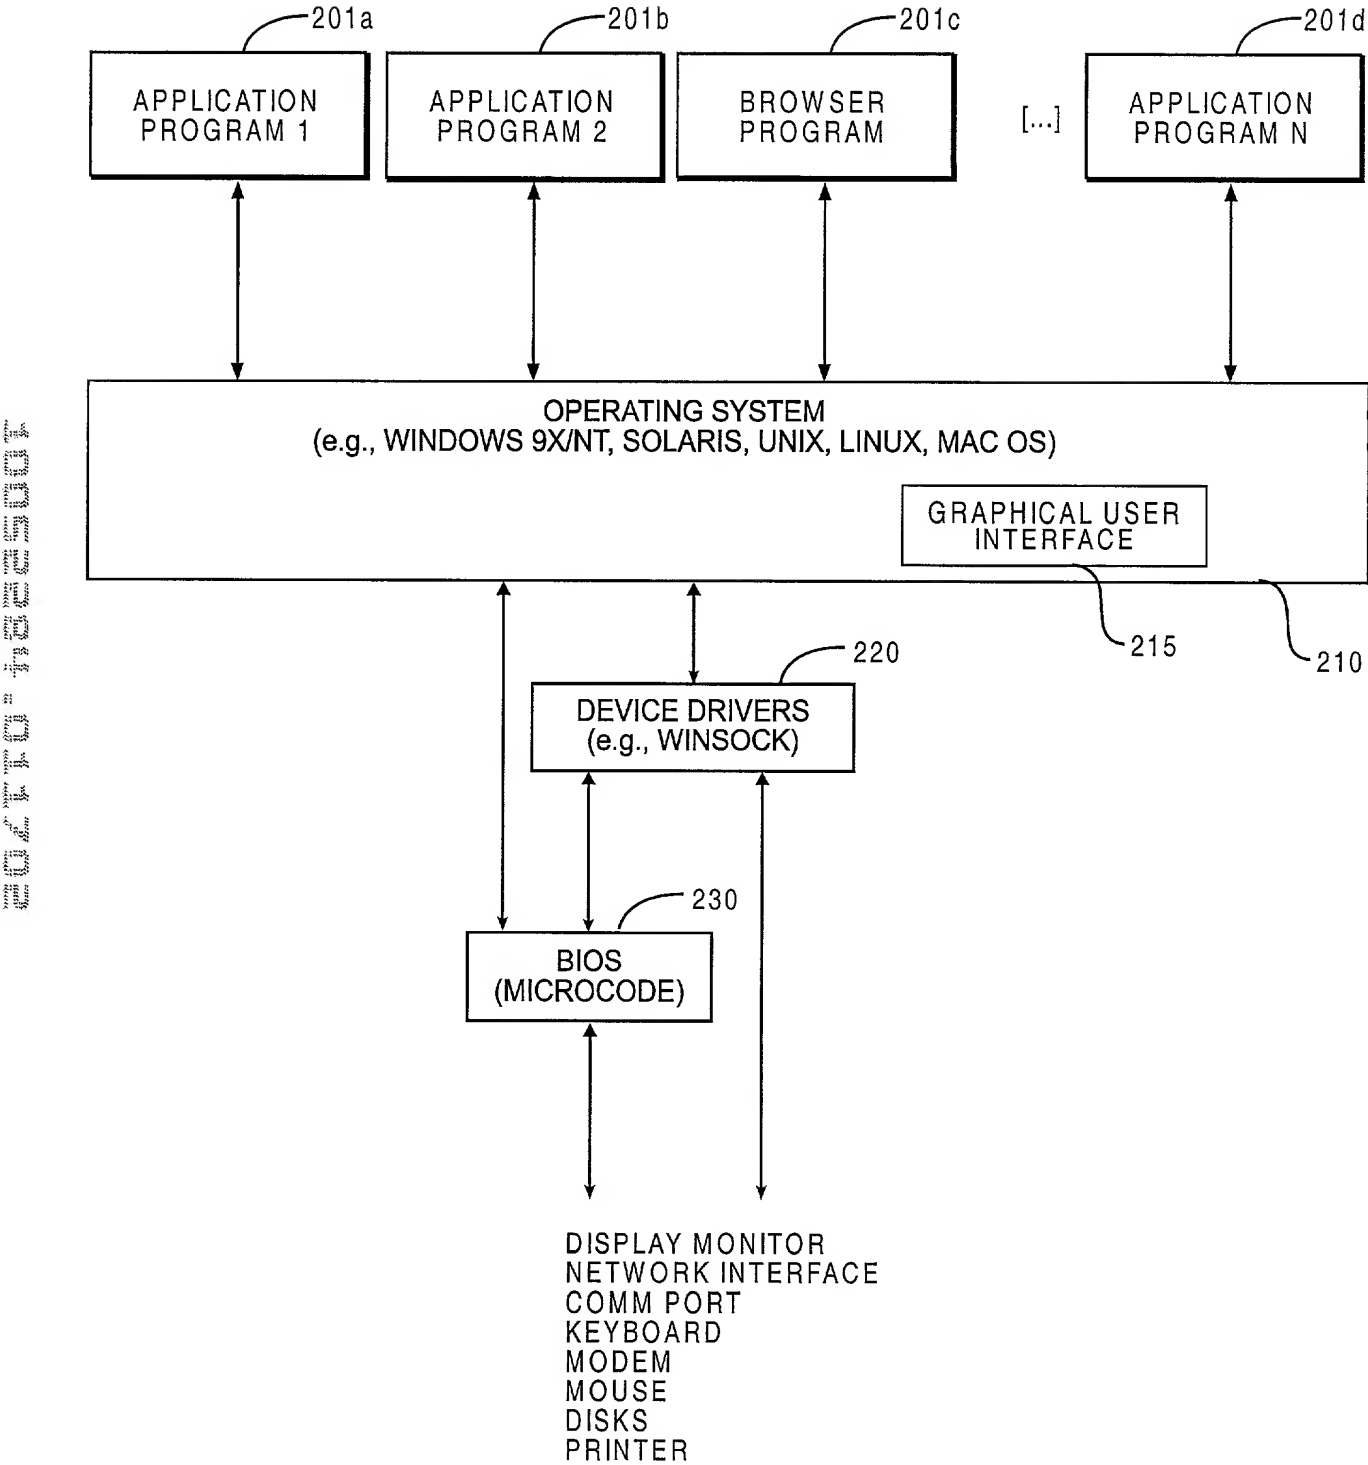 201a
201b
201c
201d
APPLICATION
PROGRAM 1
APPLICATION
PROGRAM 2
BROWSER
PROGRAM
[...]
APPLICATION
PROGRAM N
OPERATING SYSTEM
(e.g., WINDOWS 9X/NT, SOLARIS, UNIX, LINUX, MAC OS)
GRAPHICAL USER
INTERFACE
215
210
220
DEVICE DRIVERS
(e.g., WINSOCK)
230
BIOS
(MICROCODE)
DISPLAY MONITOR
NETWORK INTERFACE
COMM PORT
KEYBOARD
MODEM
MOUSE
DISKS
PRINTER